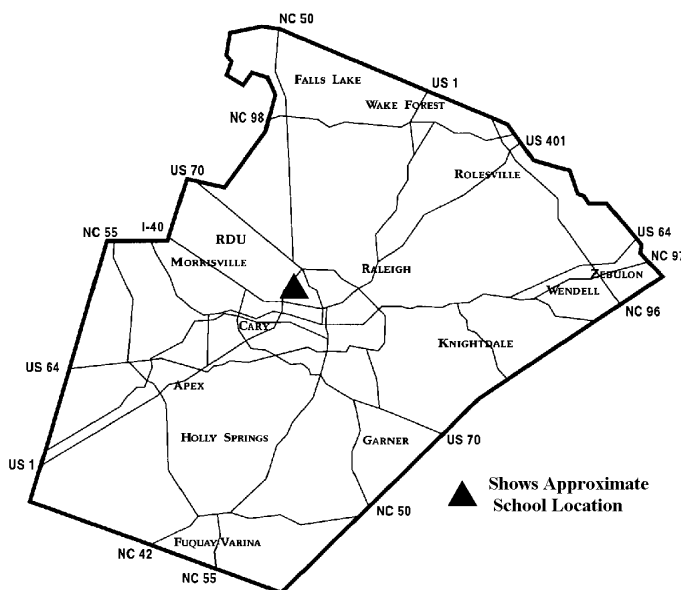 NC 50
FALLS LAKE
US 1
WAKE FOREST
NC 98
US 401
US 70
ROLESVILLE
I-40
NC 55
RDU
US 64
MORRISVILLE
NC 97
RALEIGH
ZEBULON
WENDELL
NC 96
CARY
KNIGHTDALE
US 64
APEX
HOLLY SPRINGS
GARNER
US 70
US 1
Shows Approximate
School Location
NC 50
FUQUAY-VARINA
NC 42
NC 55